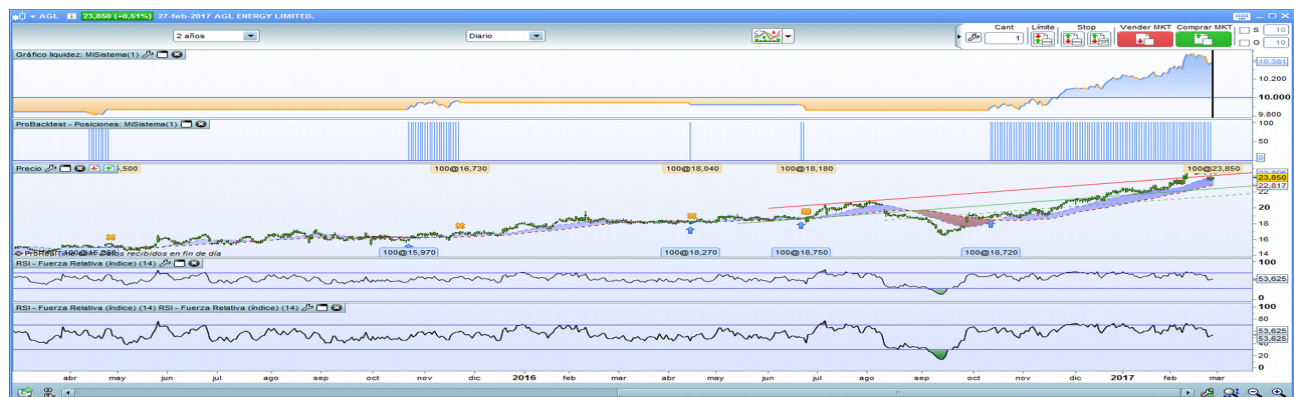 AGL 23,850 (+0,51%) 27-feb-2017 AGL ENERGY LIMITED.
2 años Diario
Cant Límite Stop Vender MKT Comprar MKT
1
S 10
O 10
Gráfico liquidez: MiSistema(1)
10.381
10.200
10.000
9.800
ProBacktest - Posiciones: MiSistema(1)
100
50
0
Precio ,500 100@16,730 100@18,040 100@18,180 100@23,850
23,850
22,817
22
20
18
16
14
100@15,970 100@18,270 100@18,750 100@18,720
RSI - Fuerza Relativa (índice) (14)
100
53,625
0
RSI - Fuerza Relativa (índice) (14) RSI - Fuerza Relativa (índice) (14)
100
80
53,625
53,625
40
20
0
abr may jun jul ago sep oct nov dic 2016 feb mar abr may jun jul ago sep oct nov dic 2017 feb mar